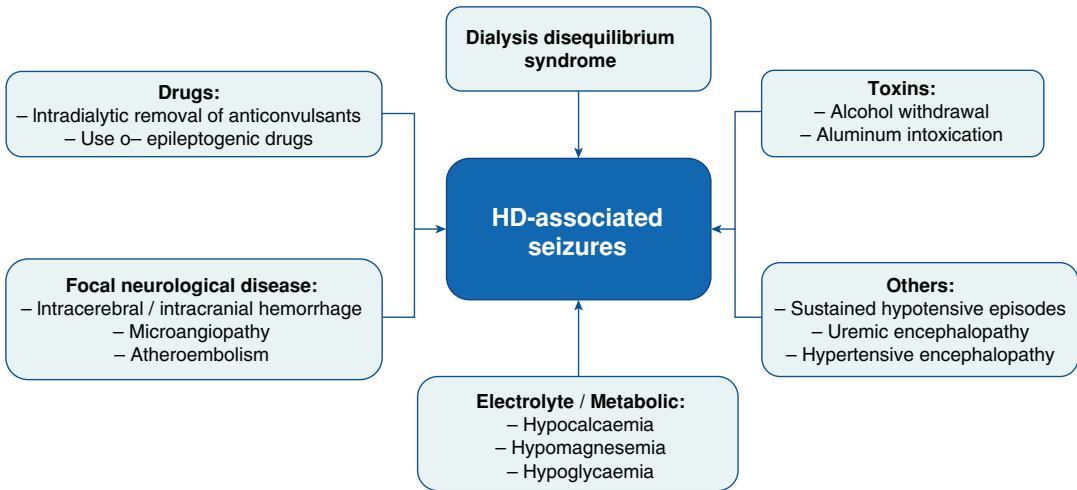 Dialysis disequilibrium
syndrome
Drugs:
– Intradialytic removal of anticonvulsants
– Use o– epileptogenic drugs
Toxins:
– Alcohol withdrawal
– Aluminum intoxication
HD-associated
seizures
Focal neurological disease:
– Intracerebral / intracranial hemorrhage
– Microangiopathy
– Atheroembolism
Others:
– Sustained hypotensive episodes
– Uremic encephalopathy
– Hypertensive encephalopathy
Electrolyte / Metabolic:
– Hypocalcaemia
– Hypomagnesemia
– Hypoglycaemia